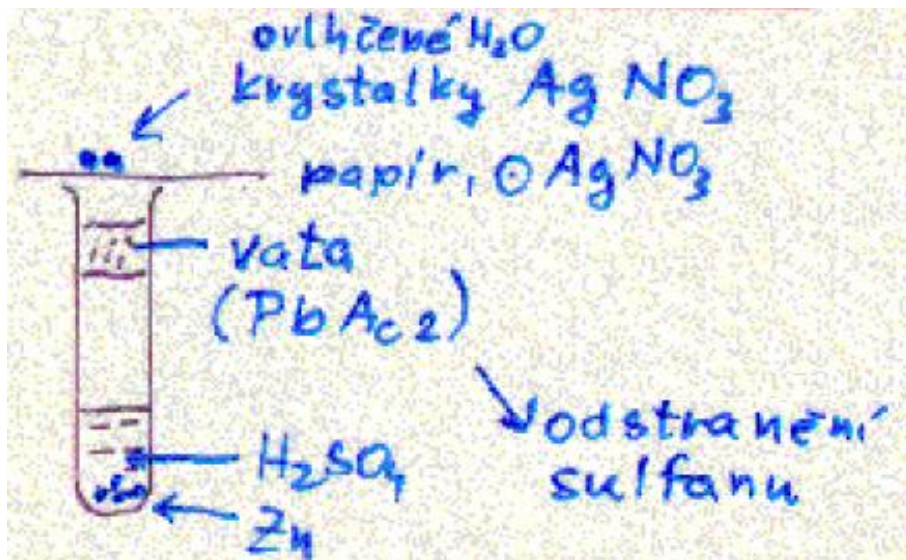 ovlhčené H₂O
krystalky AgNO₃
papír, ⊙ AgNO₃
vata
(PbAc₂)
odstranění
sulfanu
H₂SO₄
Zn